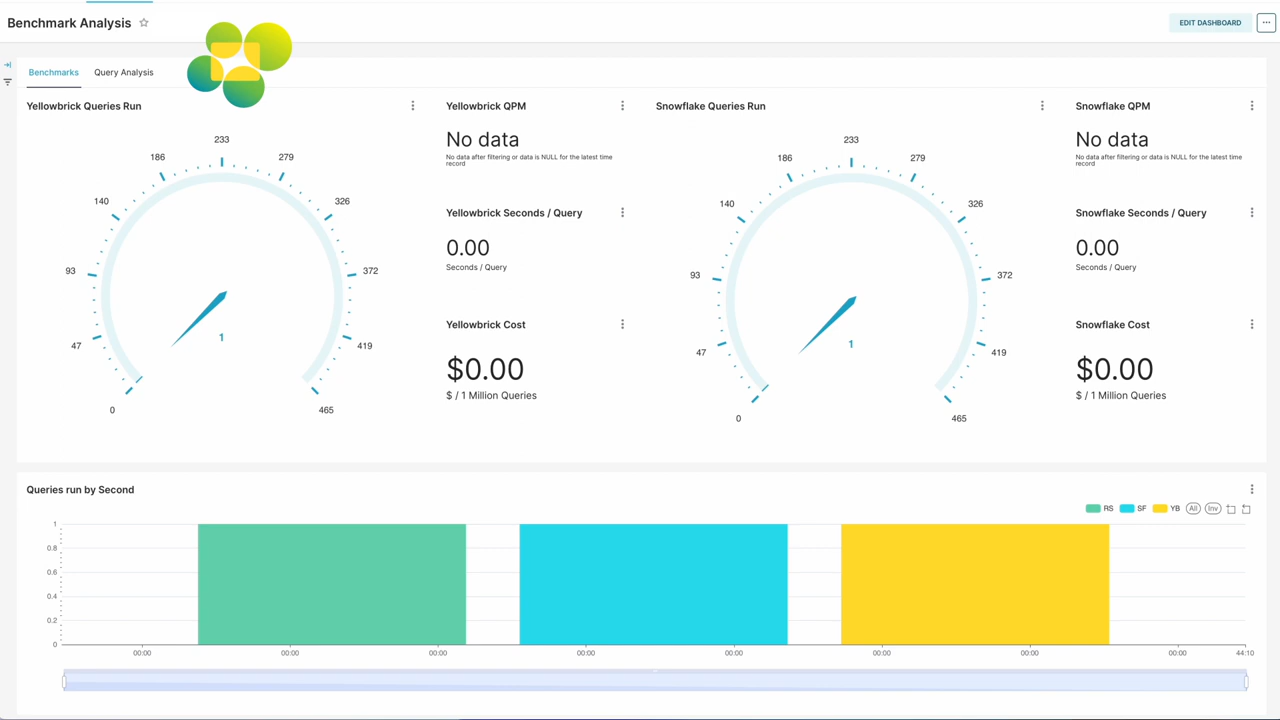 Benchmark Analysis
EDIT DASHBOARD
Benchmarks
Query Analysis
Yellowbrick Queries Run
0
47
93
140
186
233
279
326
372
419
465
1
Yellowbrick QPM
No data
No data after filtering or data is NULL for the latest time
record
Yellowbrick Seconds / Query
0.00
Seconds / Query
Yellowbrick Cost
$0.00
$ / 1 Million Queries
Snowflake Queries Run
0
47
93
140
186
233
279
326
372
419
465
1
Snowflake QPM
No data
No data after filtering or data is NULL for the latest time
record
Snowflake Seconds / Query
0.00
Seconds / Query
Snowflake Cost
$0.00
$ / 1 Million Queries
Queries run by Second
RS SF YB All Inv
1
0.8
0.6
0.4
0.2
0
00:00 00:00 00:00 00:00 00:00 00:00 00:00 00:00 44:10